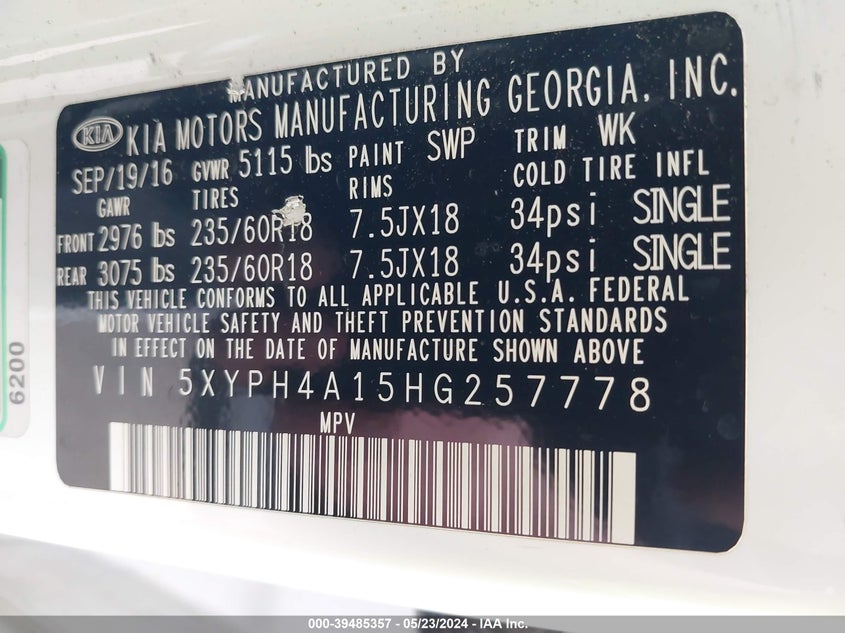 MANUFACTURED BY
KIA KIA MOTORS MANUFACTURING GEORGIA, INC.
SEP/19/16 GVWR 5115 lbs PAINT SWP TRIM WK
GAWR TIRES RIMS COLD TIRE INFL
FRONT 2976 lbs 235/60R18 7.5JX18 34psi SINGLE
REAR 3075 lbs 235/60R18 7.5JX18 34psi SINGLE
THIS VEHICLE CONFORMS TO ALL APPLICABLE U.S.A. FEDERAL
MOTOR VEHICLE SAFETY AND THEFT PREVENTION STANDARDS
IN EFFECT ON THE DATE OF MANUFACTURE SHOWN ABOVE
VIN 5XYPH4A15HG257778
MPV
6200
000-39485357 - 05/23/2024 - IAA Inc.